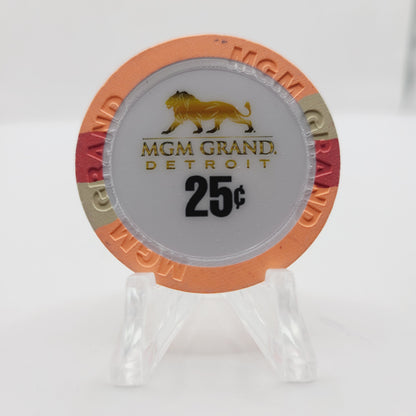 MGM GRAND
MGM GRAND.
DETROIT
25¢
MGM GRAND